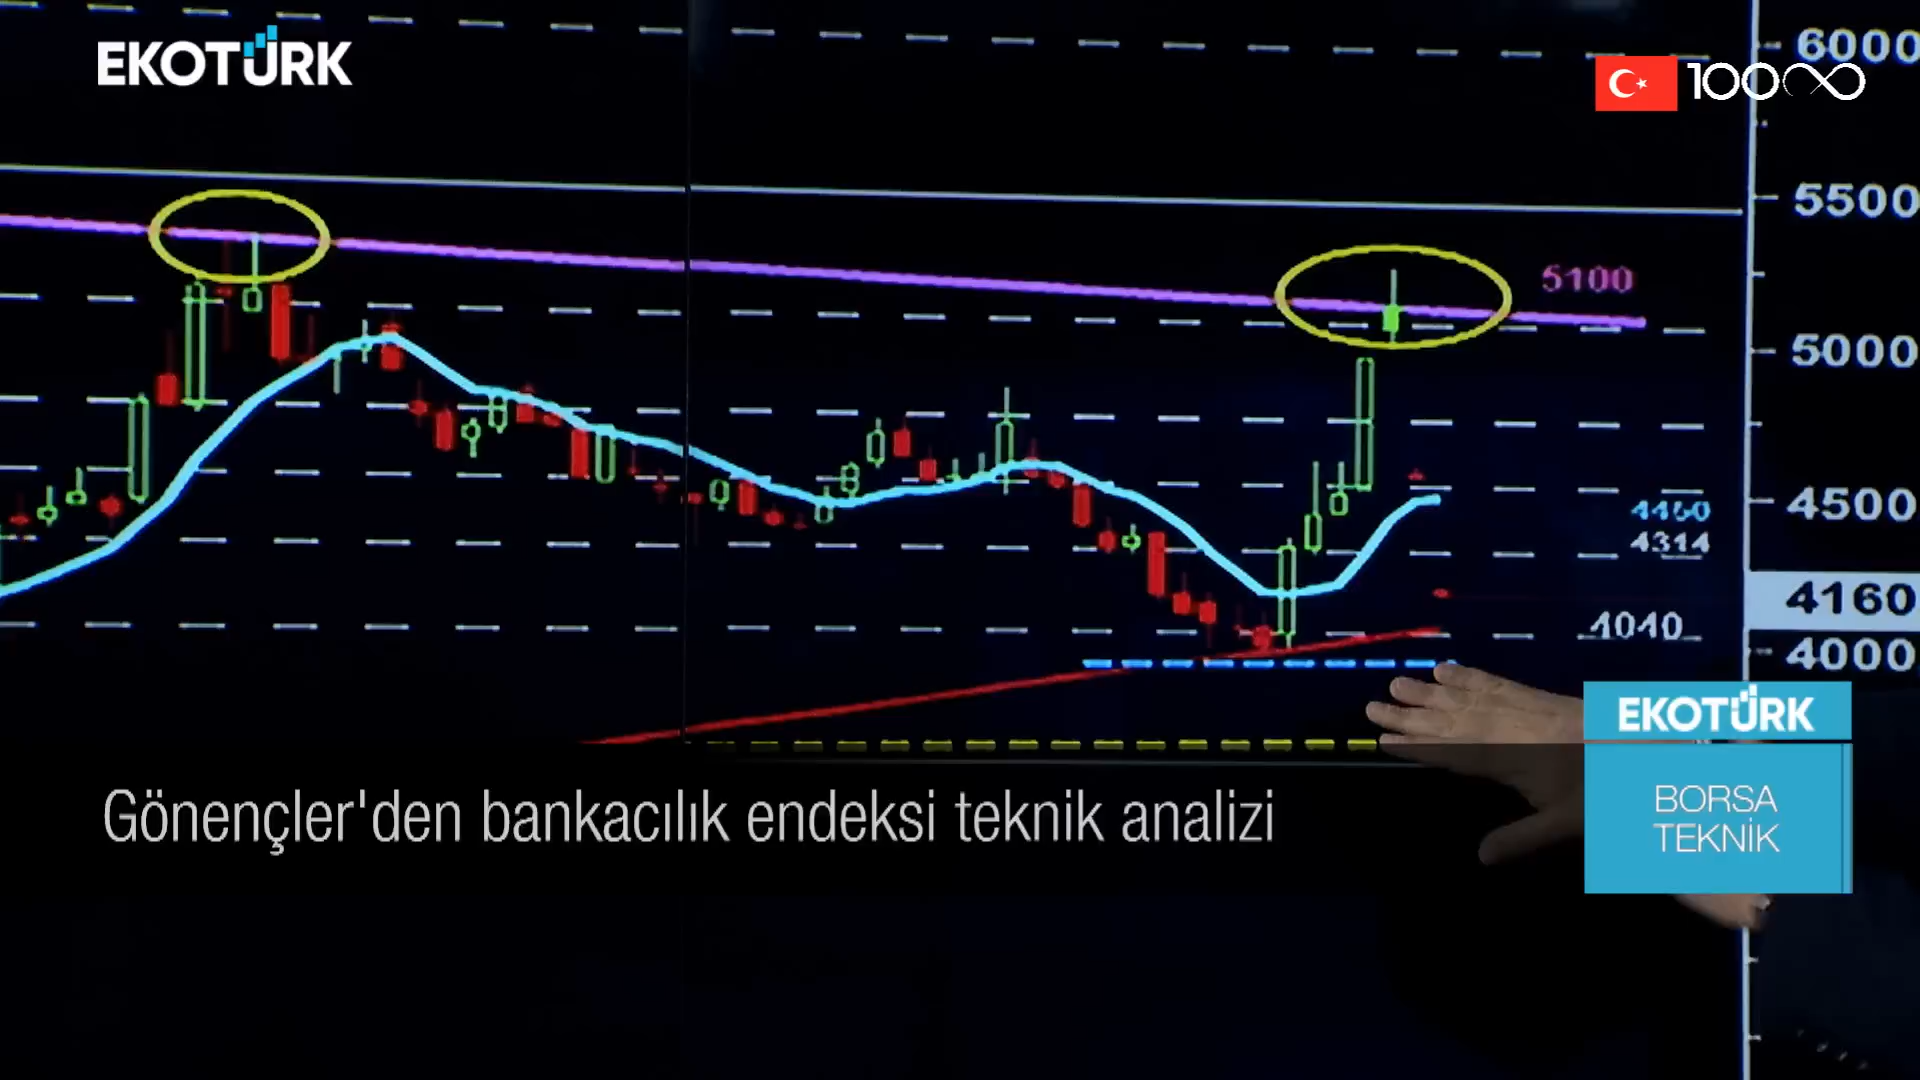 EKOTÜRK
6000
100
5500
5100
5000
4500
4460
4314
4160
4040
4000
EKOTÜRK
Gönençler'den bankacılık endeksi teknik analizi
BORSA
TEKNİK